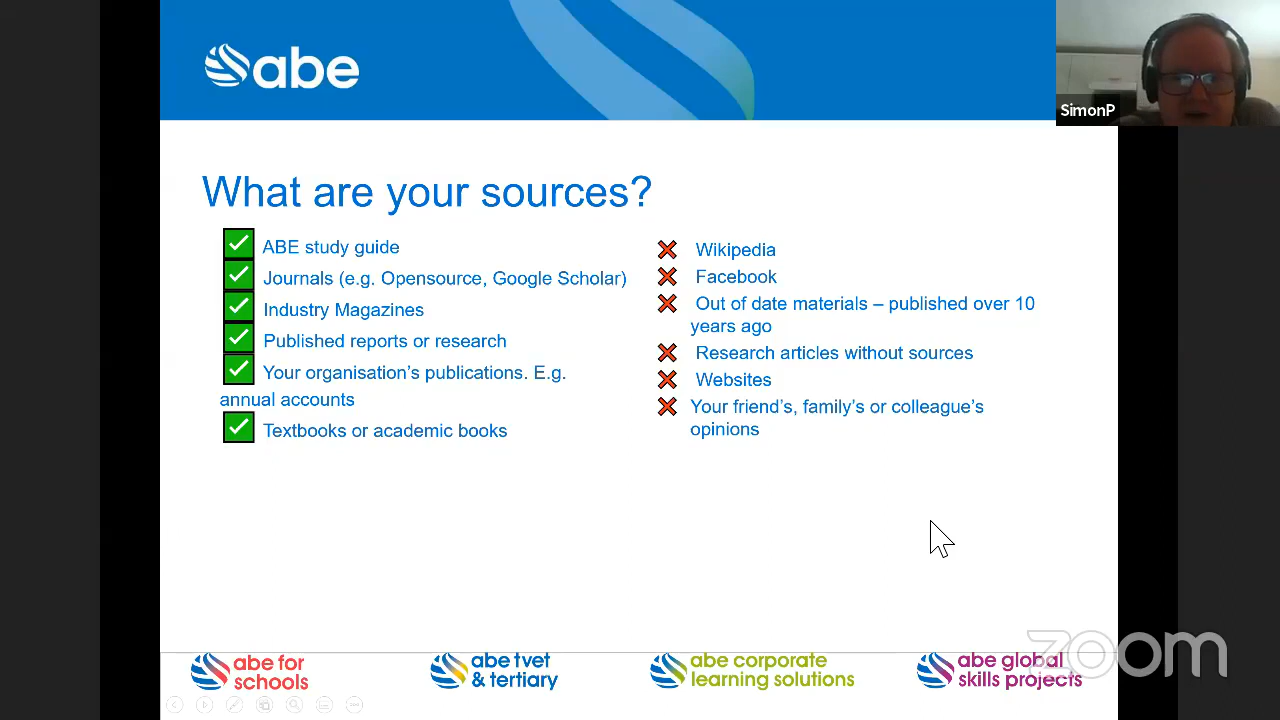 abe
SimonP
What are your sources?
ABE study guide
Journals (e.g. Opensource, Google Scholar)
Industry Magazines
Published reports or research
Your organisation’s publications. E.g.
annual accounts
Textbooks or academic books
Wikipedia
Facebook
Out of date materials – published over 10
years ago
Research articles without sources
Websites
Your friend’s, family’s or colleague’s
opinions
abe for
schools
abe tvet
& tertiary
abe corporate
learning solutions
abe global
skills projects
zoom